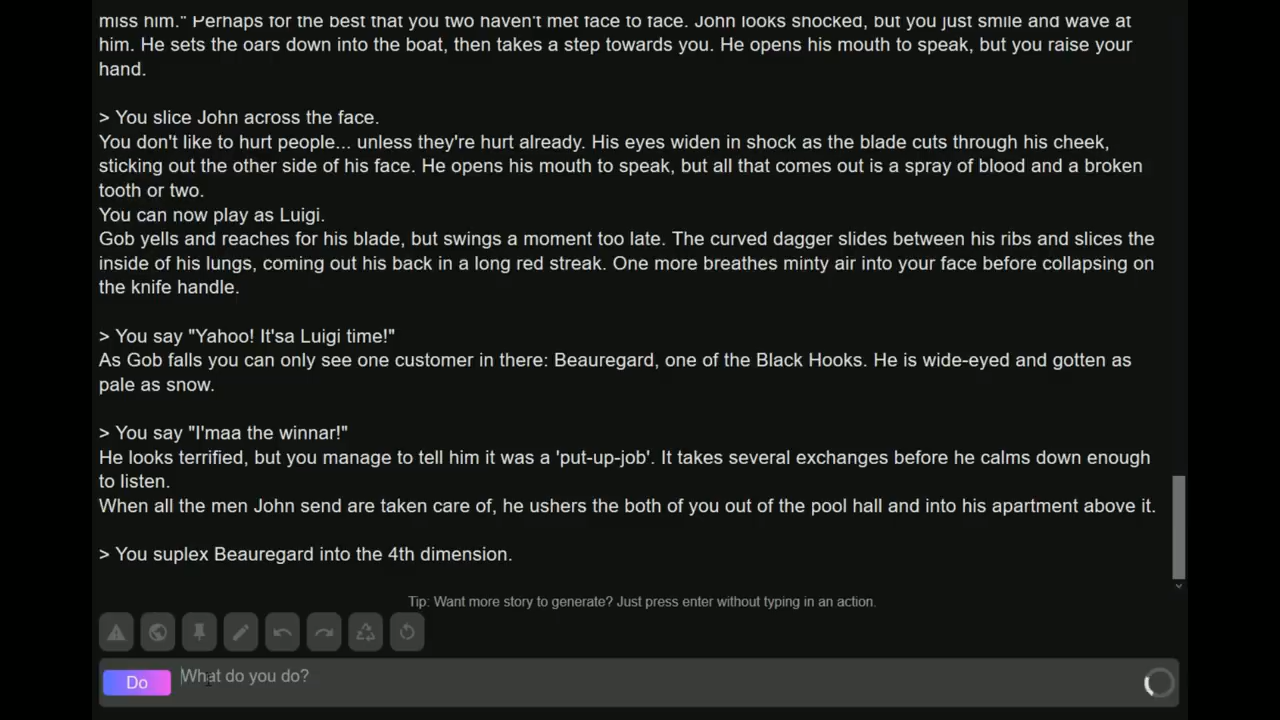 miss him." Perhaps for the best that you two haven't met face to face. John looks shocked, but you just smile and wave at
him. He sets the oars down into the boat, then takes a step towards you. He opens his mouth to speak, but you raise your
hand.
> You slice John across the face.
You don't like to hurt people... unless they're hurt already. His eyes widen in shock as the blade cuts through his cheek,
sticking out the other side of his face. He opens his mouth to speak, but all that comes out is a spray of blood and a broken
tooth or two.
You can now play as Luigi.
Gob yells and reaches for his blade, but swings a moment too late. The curved dagger slides between his ribs and slices the
inside of his lungs, coming out his back in a long red streak. One more breathes minty air into your face before collapsing on
the knife handle.
> You say "Yahoo! It'sa Luigi time!"
As Gob falls you can only see one customer in there: Beauregard, one of the Black Hooks. He is wide-eyed and gotten as
pale as snow.
> You say "I'maa the winnar!"
He looks terrified, but you manage to tell him it was a 'put-up-job'. It takes several exchanges before he calms down enough
to listen.
When all the men John send are taken care of, he ushers the both of you out of the pool hall and into his apartment above it.
> You suplex Beauregard into the 4th dimension.
Tip: Want more story to generate? Just press enter without typing in an action.
Do What do you do?